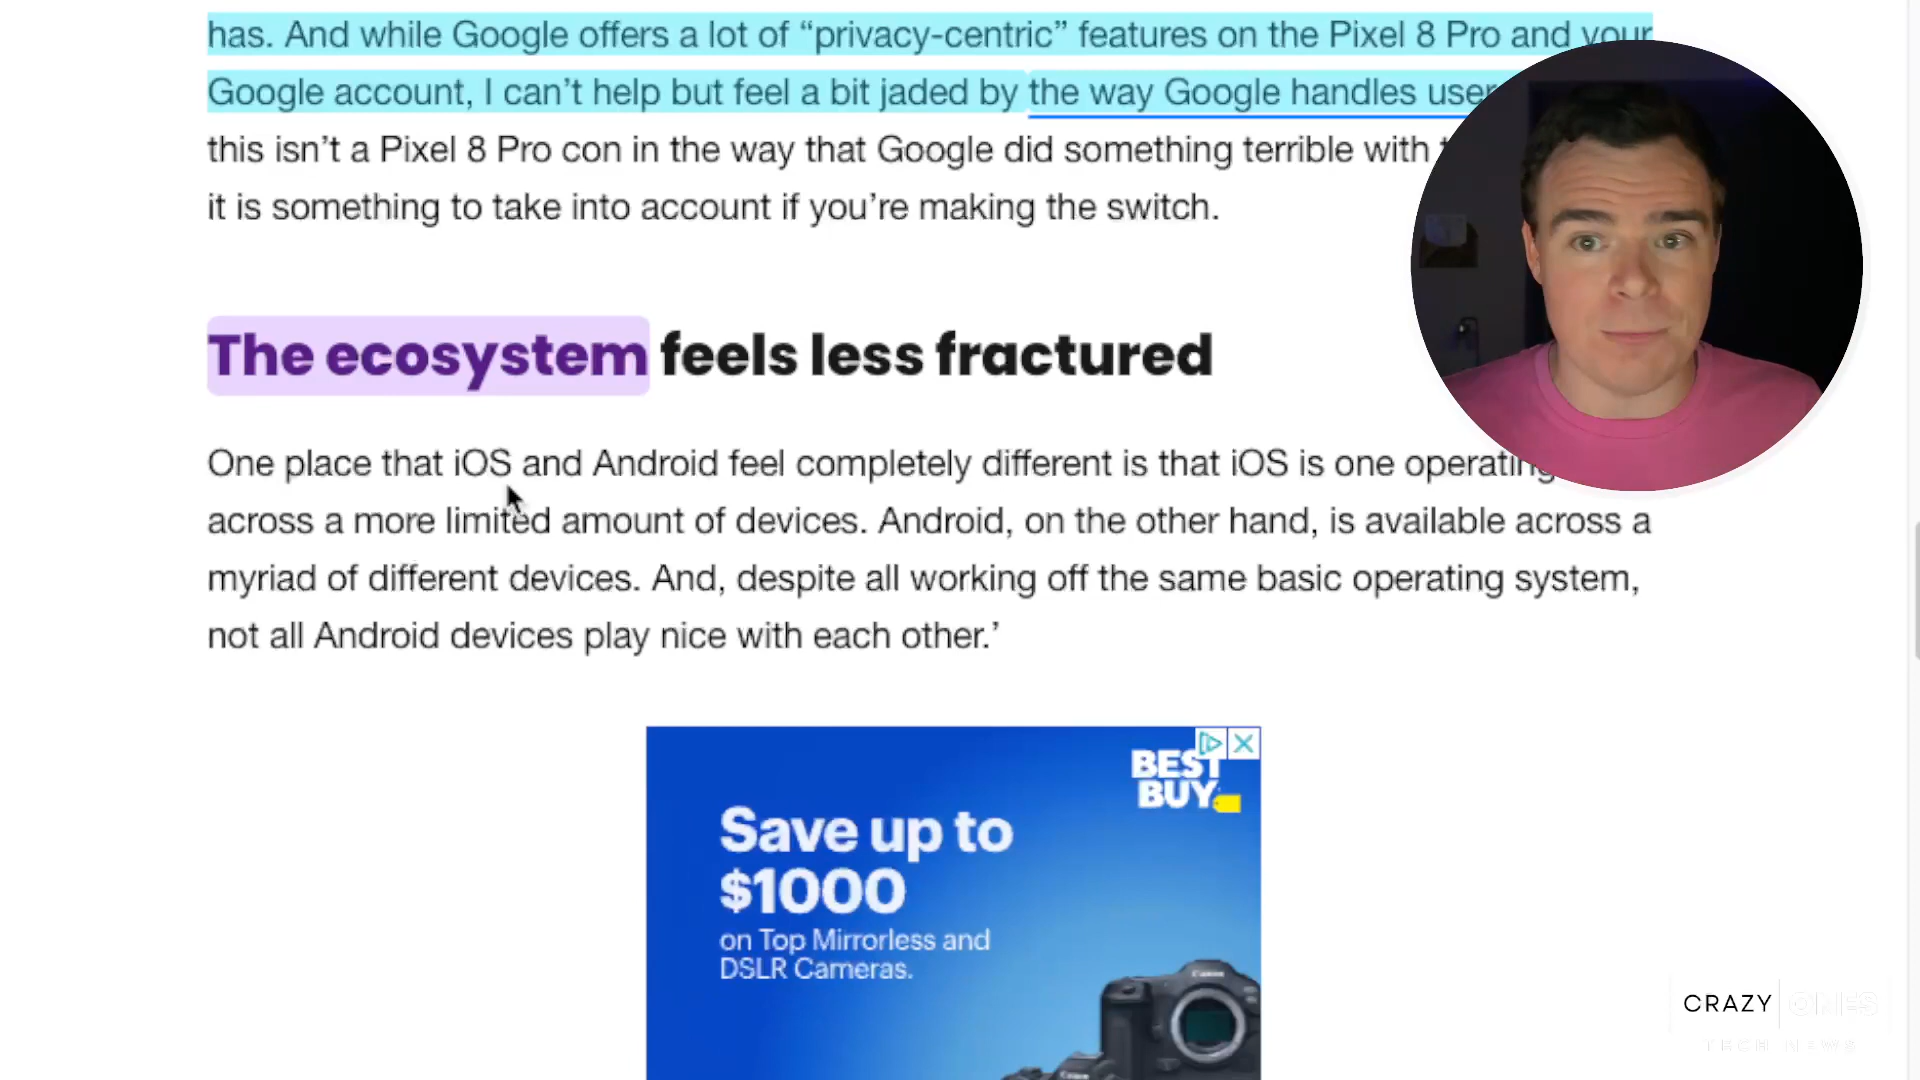 has. And while Google offers a lot of “privacy-centric” features on the Pixel 8 Pro and your
Google account, I can’t help but feel a bit jaded by the way Google handles user
this isn’t a Pixel 8 Pro con in the way that Google did something terrible with
it is something to take into account if you’re making the switch.
The ecosystem feels less fractured
One place that iOS and Android feel completely different is that iOS is one operating
across a more limited amount of devices. Android, on the other hand, is available across a
myriad of different devices. And, despite all working off the same basic operating system,
not all Android devices play nice with each other.’
BEST
BUY
Save up to
$1000
on Top Mirrorless and
DSLR Cameras.
Canon
Canon
CRAZY ONES
TECH NEWS